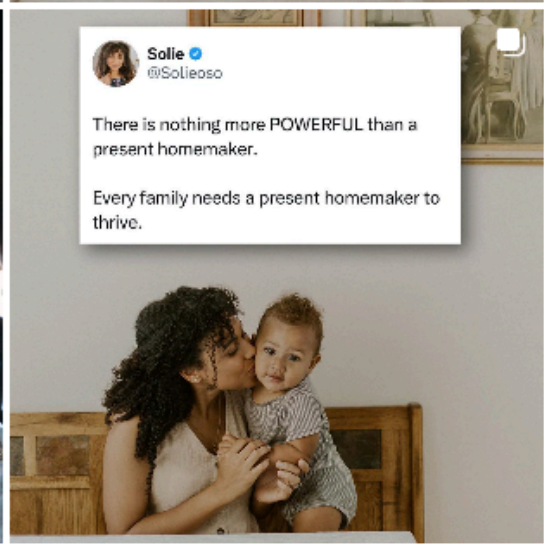 Solie
@Solieoso
There is nothing more POWERFUL than a
present homemaker.
Every family needs a present homemaker to
thrive.